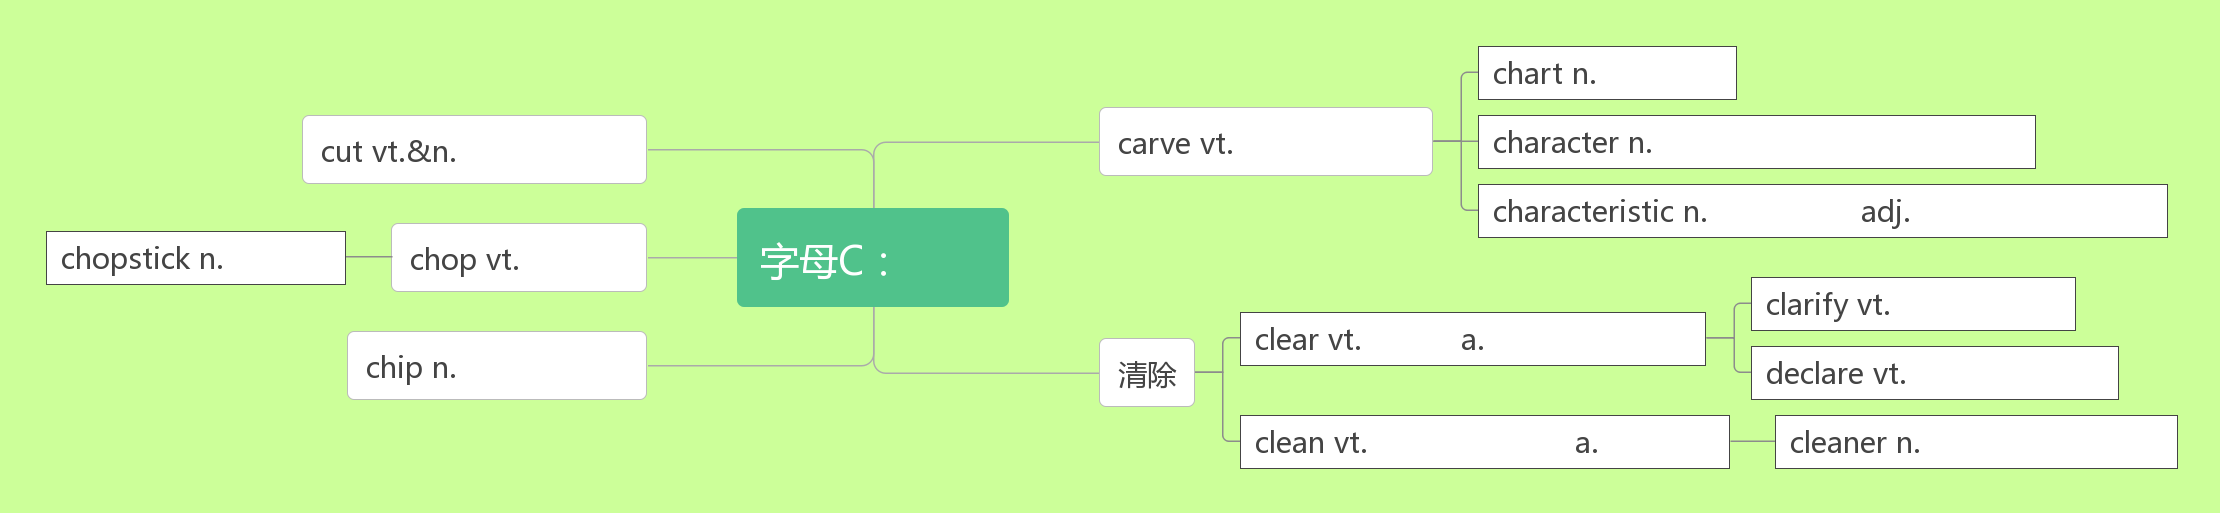 字母C：
cut vt.&n.
chop vt.
chopstick n.
chip n.
carve vt.
chart n.
character n.
characteristic n. adj.
清除
clear vt. a.
clarify vt.
declare vt.
clean vt. a.
cleaner n.